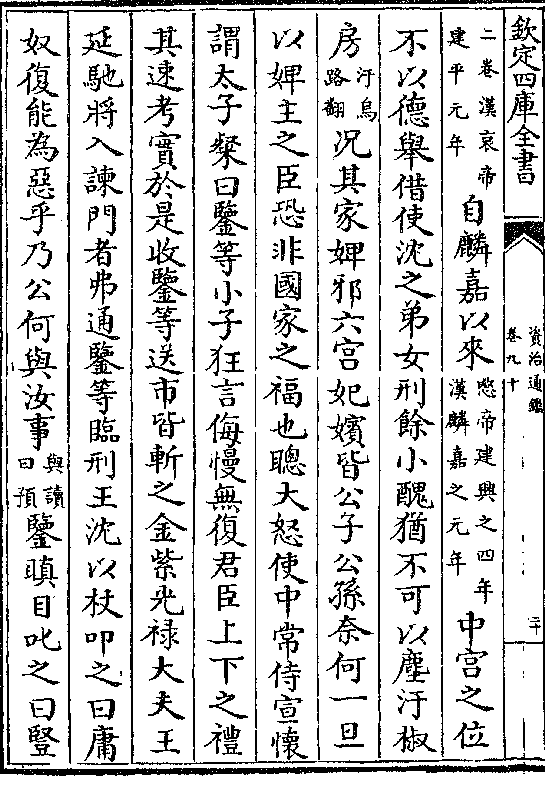 欽定四庫全書
資治通鑑
卷九十
二十
二卷漢哀帝建平元年自麟嘉以來愍帝建興之四年漢麟嘉之元年中宫之位
不以德舉借使沈之弟女刑餘小醜猶不可以塵汙椒
房汙烏路翻况其家婢邪六宫妃嬪皆公子公孫奈何一旦
以婢主之臣恐非國家之福也聰大怒使中常侍宣懷
謂太子粲曰鑒等小子狂言侮慢無復君臣上下之禮
其速考實於是收鑒等送市皆斬之金紫光禄大夫王
延馳將入諫門者弗通鑒等臨刑王沈以杖叩之曰庸
奴復能為惡乎乃公何與汝事與讀曰預鑒瞋目叱之曰豎